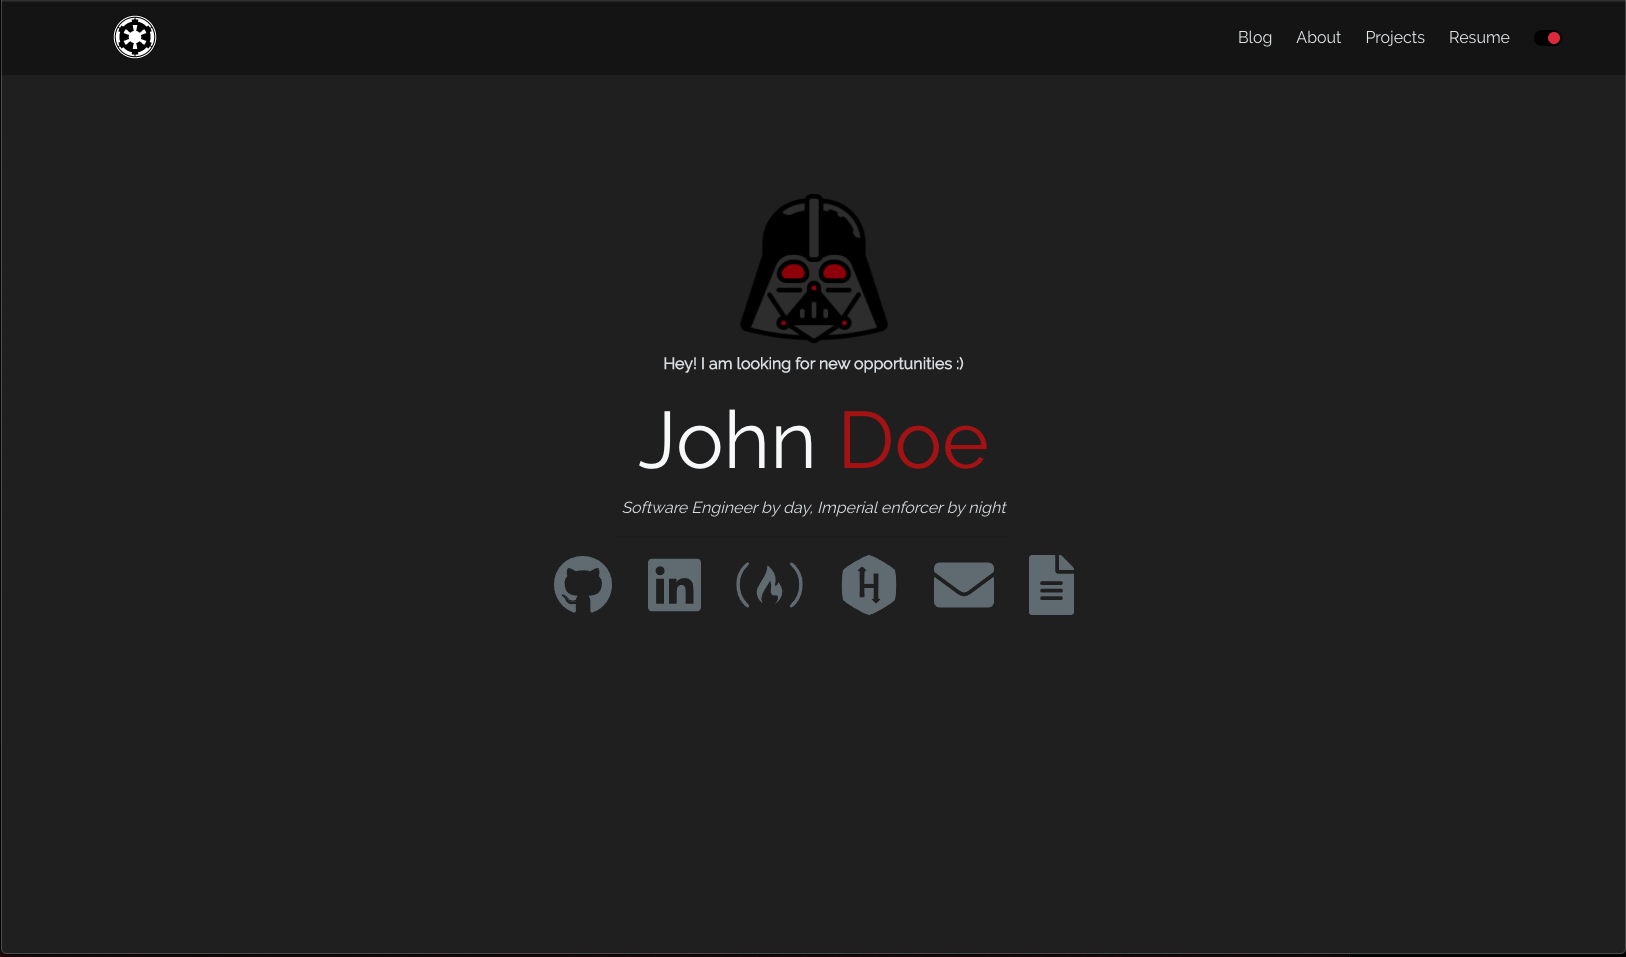 Blog About Projects Resume
Hey! I am looking for new opportunities :)
John Doe
Software Engineer by day, Imperial enforcer by night
in
H